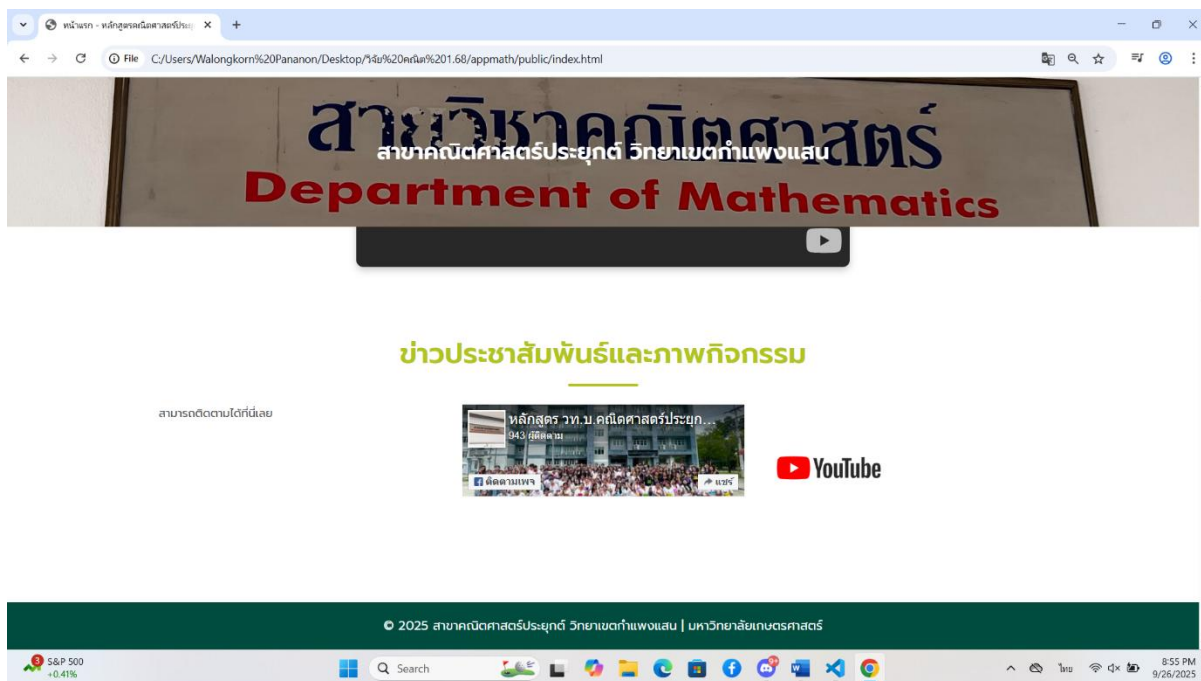 หน้าแรก - หลักสูตรคณิตศาสตร์ประยุ
File C:/Users/Walongkorn%20Pananon/Desktop/วิจัย%20คณิต%201.68/appmath/public/index.html
สายวิชาคณิตศาสตร์
สาขาคณิตศาสตร์ประยุกต์ วิทยาเขตกำแพงแสน
Department of Mathematics
ข่าวประชาสัมพันธ์และภาพกิจกรรม
สามารถติดตามได้ที่นี่เลย
หลักสูตร วท.บ.คณิตศาสตร์ประยุก...
943 ผู้ติดตาม
ติดตามเพจ
แชร์
YouTube
© 2025 สาขาคณิตศาสตร์ประยุกต์ วิทยาเขตกำแพงแสน | มหาวิทยาลัยเกษตรศาสตร์
3
S&P 500
+0.41%
Search
ไทย
8:55 PM
9/26/2025